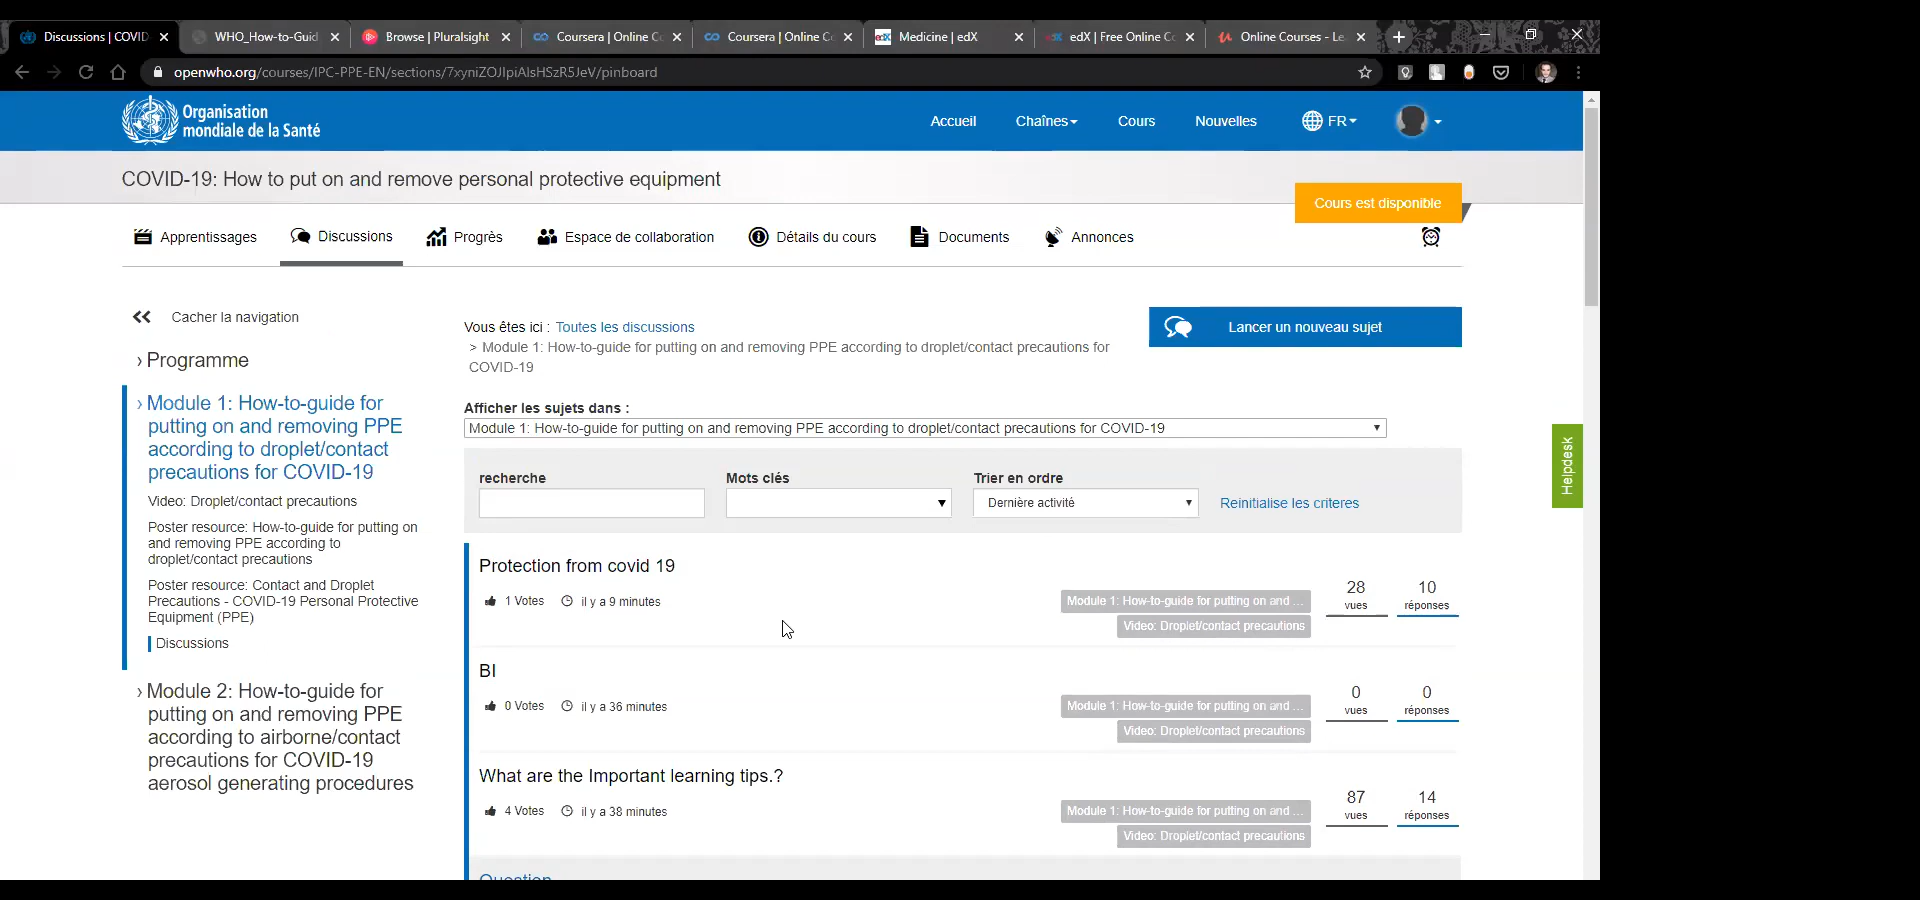 Discussions | COVID
WHO_How-to-Guid
Browse | Pluralsight
Coursera | Online Co
Coursera | Online Co
edX
Medicine | edX
edX | Free Online Co
Online Courses - Le
openwho.org/courses/IPC-PPE-EN/sections/7xyniZOJIpiAlsHSzR5JeV/pinboard
Organisation
mondiale de la Santé
Accueil
Chaînes
Cours
Nouvelles
FR
COVID-19: How to put on and remove personal protective equipment
Cours est disponible
Apprentissages
Discussions
Progrès
Espace de collaboration
Détails du cours
Documents
Annonces
Cacher la navigation
Programme
Module 1: How-to-guide for
putting on and removing PPE
according to droplet/contact
precautions for COVID-19
Video: Droplet/contact precautions
Poster resource: How-to-guide for putting on
and removing PPE according to
droplet/contact precautions
Poster resource: Contact and Droplet
Precautions - COVID-19 Personal Protective
Equipment (PPE)
Discussions
Module 2: How-to-guide for
putting on and removing PPE
according to airborne/contact
precautions for COVID-19
aerosol generating procedures
Vous êtes ici : Toutes les discussions
> Module 1: How-to-guide for putting on and removing PPE according to droplet/contact precautions for
COVID-19
Lancer un nouveau sujet
Afficher les sujets dans :
Module 1: How-to-guide for putting on and removing PPE according to droplet/contact precautions for COVID-19
recherche
Mots clés
Trier en ordre
Dernière activité
Reinitialise les criteres
Helpdesk
Protection from covid 19
1 Votes
il y a 9 minutes
Module 1: How-to-guide for putting on and ...
Video: Droplet/contact precautions
28
vues
10
réponses
BI
0 Votes
il y a 36 minutes
Module 1: How-to-guide for putting on and ...
Video: Droplet/contact precautions
0
vues
0
réponses
What are the Important learning tips.?
4 Votes
il y a 38 minutes
Module 1: How-to-guide for putting on and ...
Video: Droplet/contact precautions
87
vues
14
réponses
Question